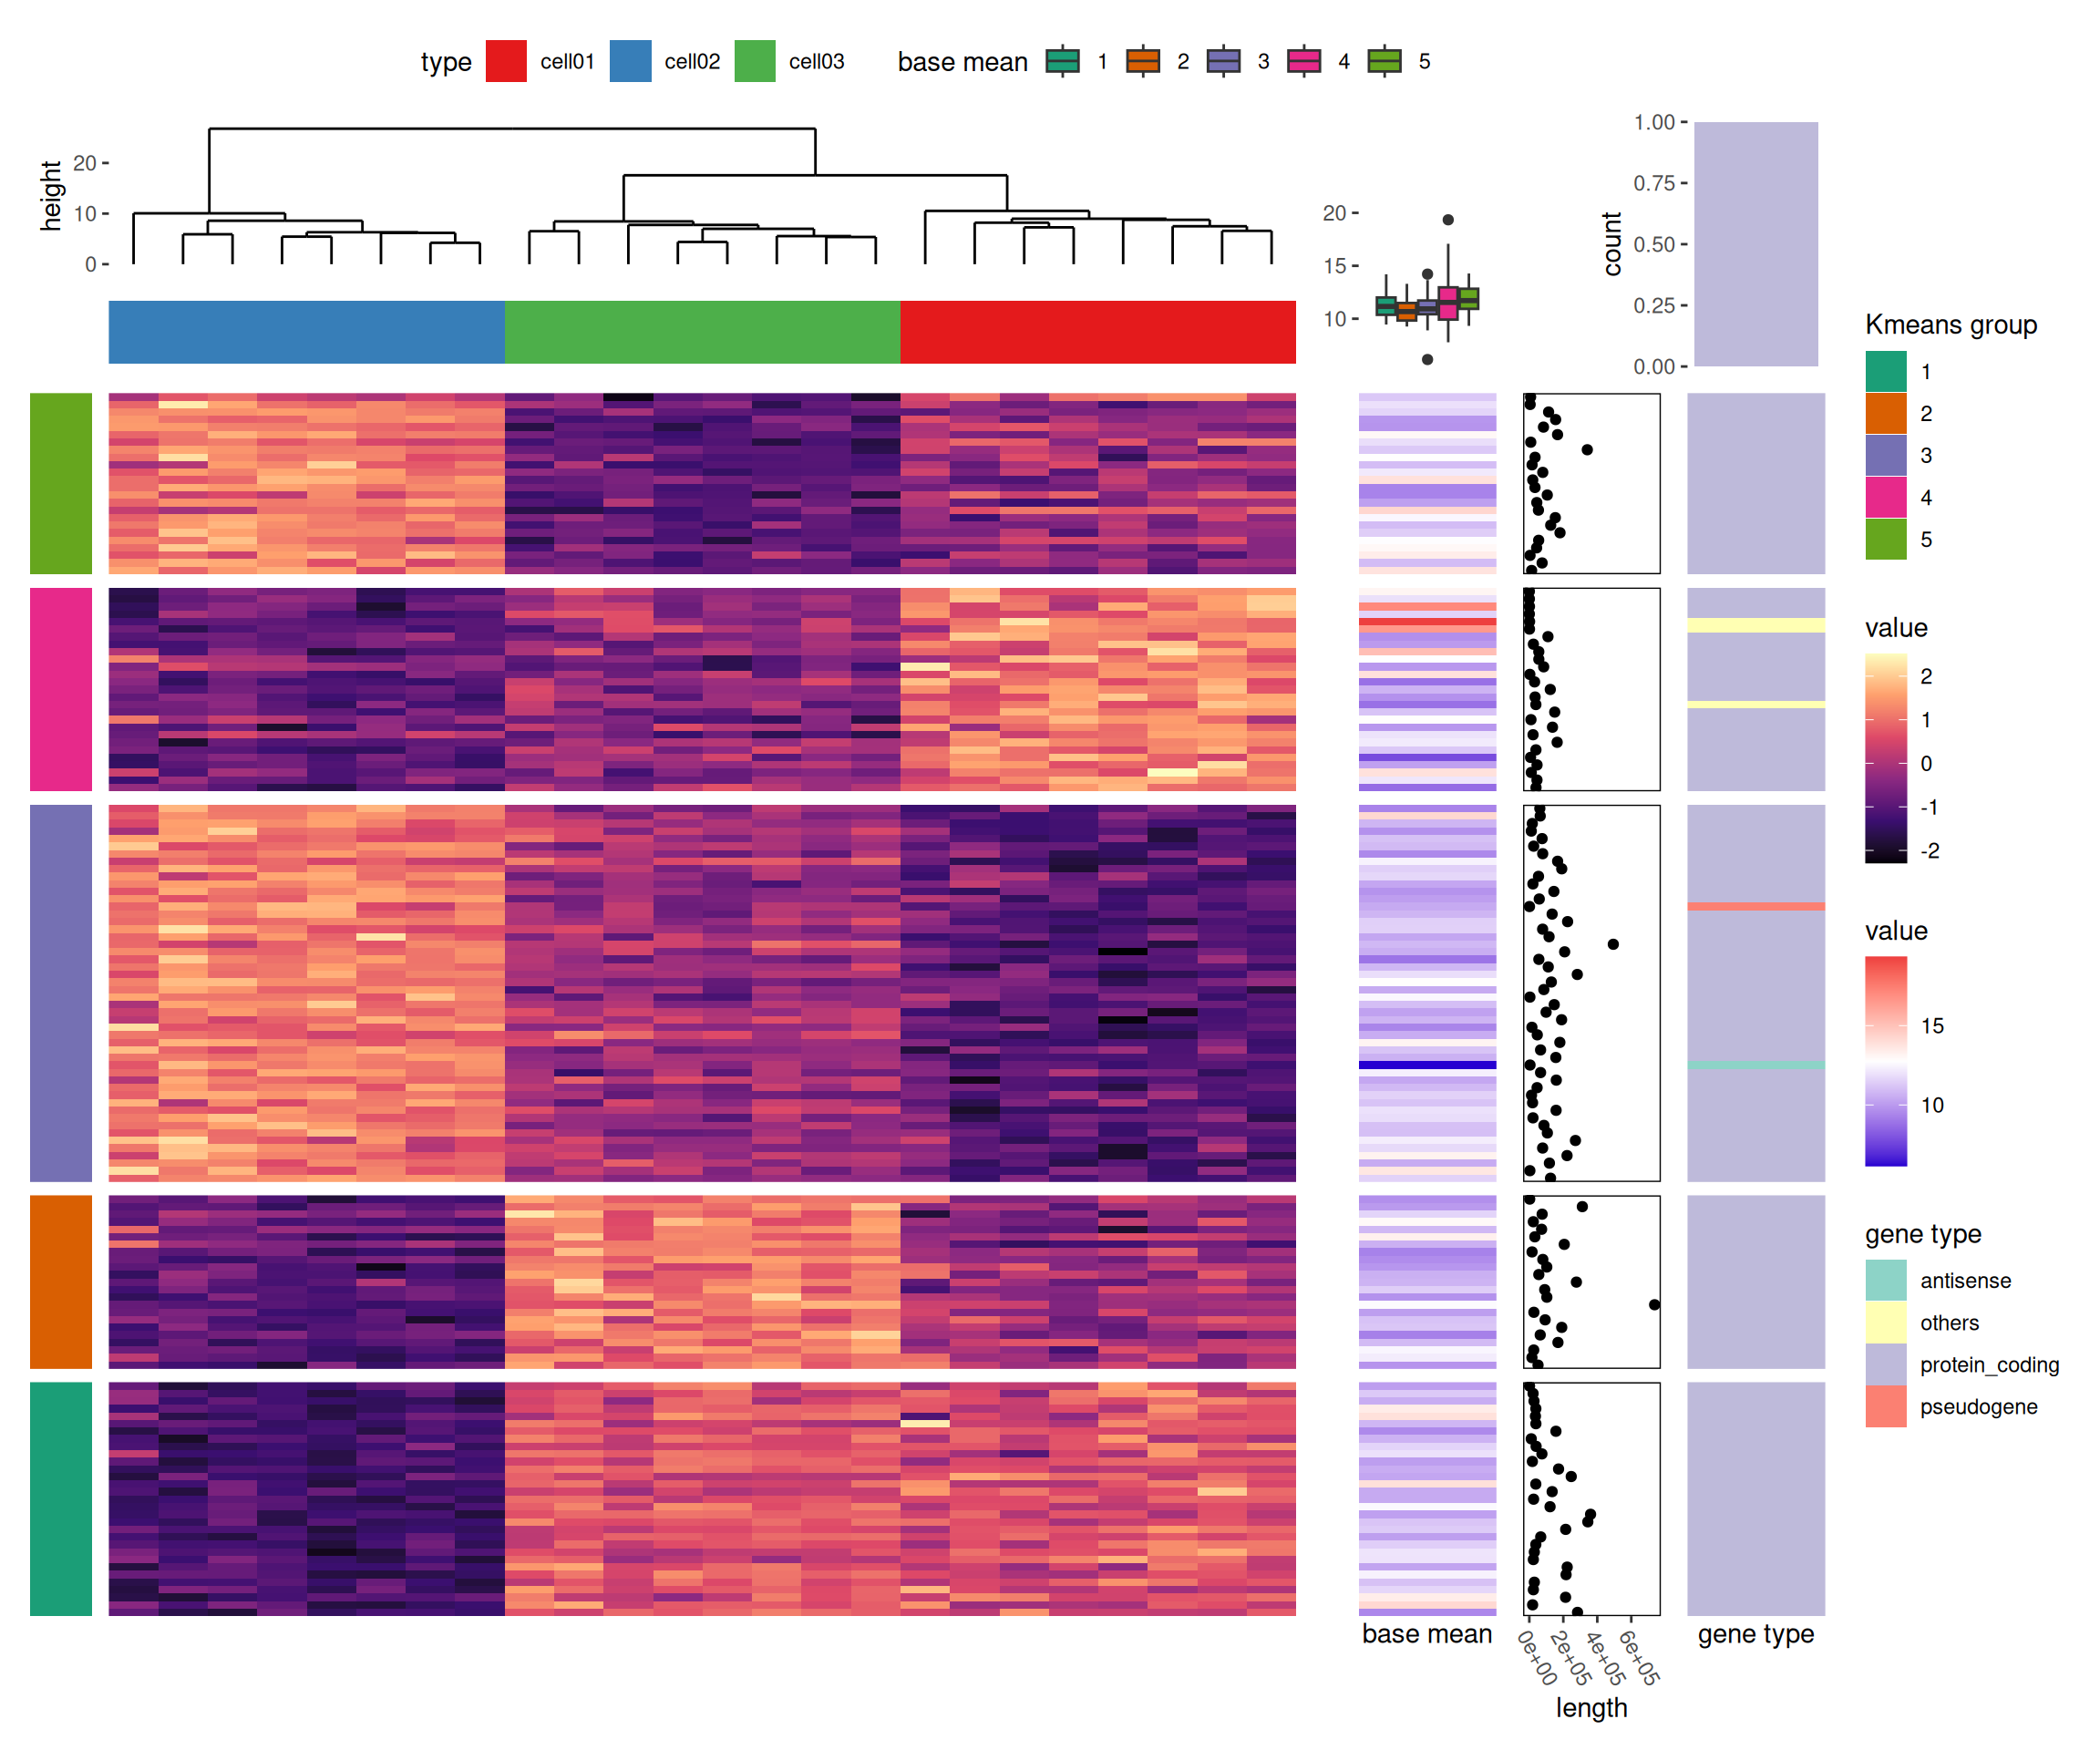 type cell01 cell02 cell03 base mean 1 2 3 4 5
height
20
10
0
20
15
10
count
1.00
0.75
0.50
0.25
0.00
Kmeans group
1
2
3
4
5
value
2
1
0
-1
-2
value
15
10
gene type
antisense
others
protein_coding
pseudogene
base mean
0e+00 2e+05 4e+05 6e+05
length
gene type